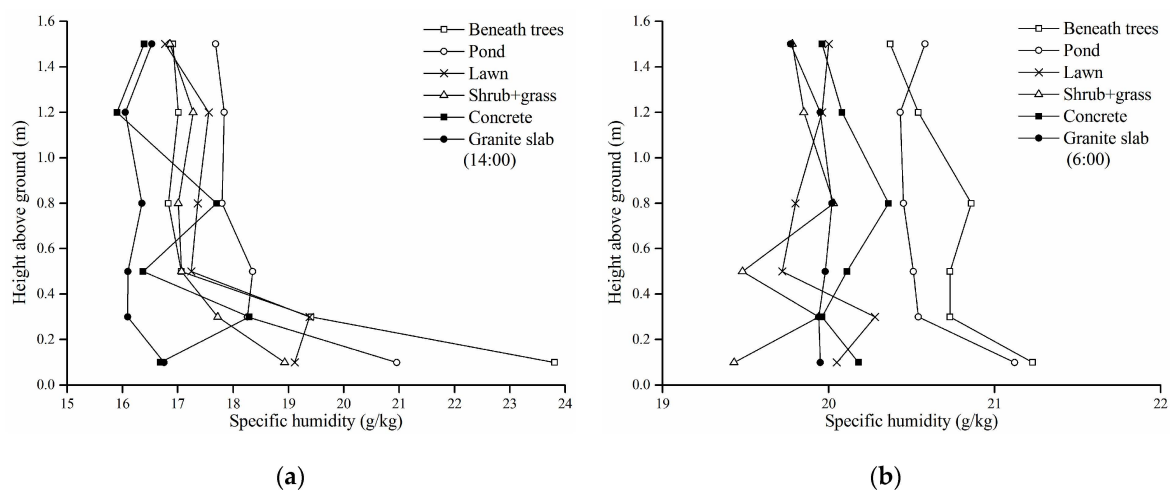 1.6
1.4
1.2
1.0
0.8
0.6
0.4
0.2
0.0
Height above ground (m)
15 16 17 18 19 20 21 22 23 24
Specific humidity (g/kg)
Beneath trees
Pond
Lawn
Shrub+grass
Concrete
Granite slab
(14:00)
(a)
1.6
1.4
1.2
1.0
0.8
0.6
0.4
0.2
0.0
Height above ground (m)
19 20 21 22
Specific humidity (g/kg)
Beneath trees
Pond
Lawn
Shrub+grass
Concrete
Granite slab
(6:00)
(b)